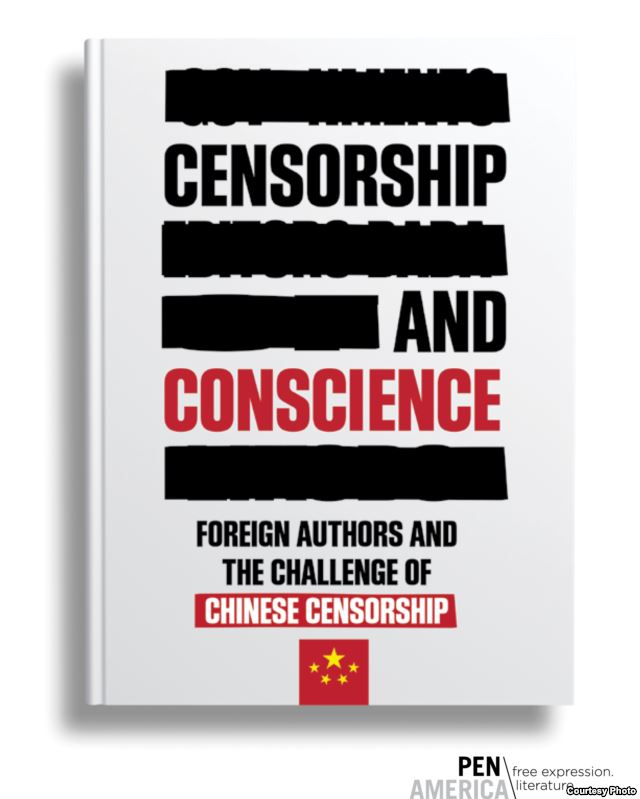 CENSORSHIP
AND
CONSCIENCE
FOREIGN AUTHORS AND
THE CHALLENGE OF
CHINESE CENSORSHIP
PEN
AMERICA
free expression.
literature.
Courtesy Photo